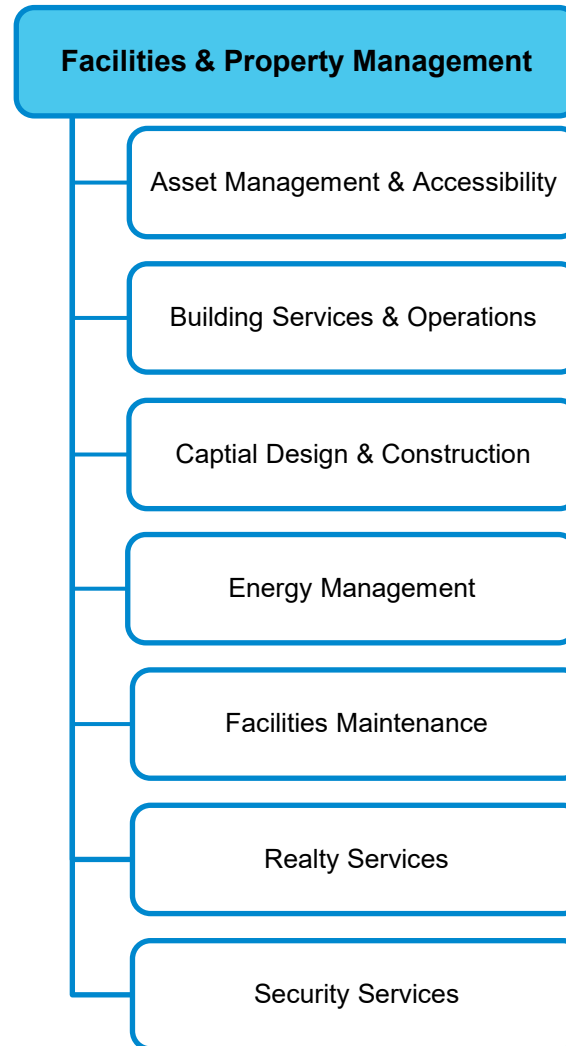 Facilities & Property Management
Asset Management & Accessibility
Building Services & Operations
Captial Design & Construction
Energy Management
Facilities Maintenance
Realty Services
Security Services